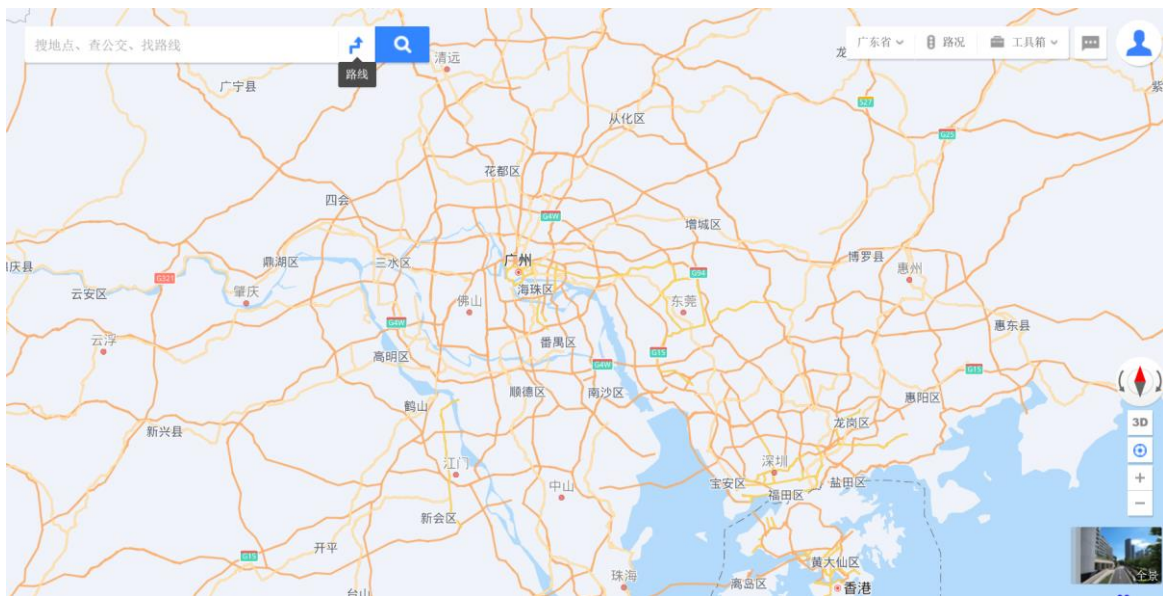 搜地点、查公交、找路线
路线
广东省
路况
工具箱
清远
广宁县
从化区
S27
G25
花都区
四会
G4W
增城区
鼎湖区
三水区
广州
博罗县
惠州
G321
G94
云安区
肇庆
佛山
海珠区
东莞
云浮
G4W
番禺区
G15
惠东县
高明区
G4W
G15
顺德区
南沙区
惠阳区
鹤山
新兴县
龙岗区
3D
江门
深圳
中山
宝安区
福田区
盐田区
新会区
开平
G15
珠海
黄大仙区
离岛区
香港
台山
全景